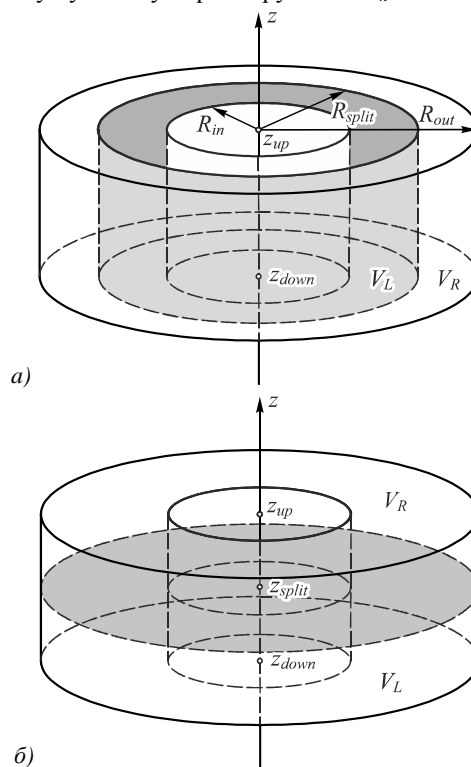 z
R_in
R_split
R_out
z_up
z_down
V_L
V_R
а)
z
z_up
V_R
z_split
z_down
V_L
б)